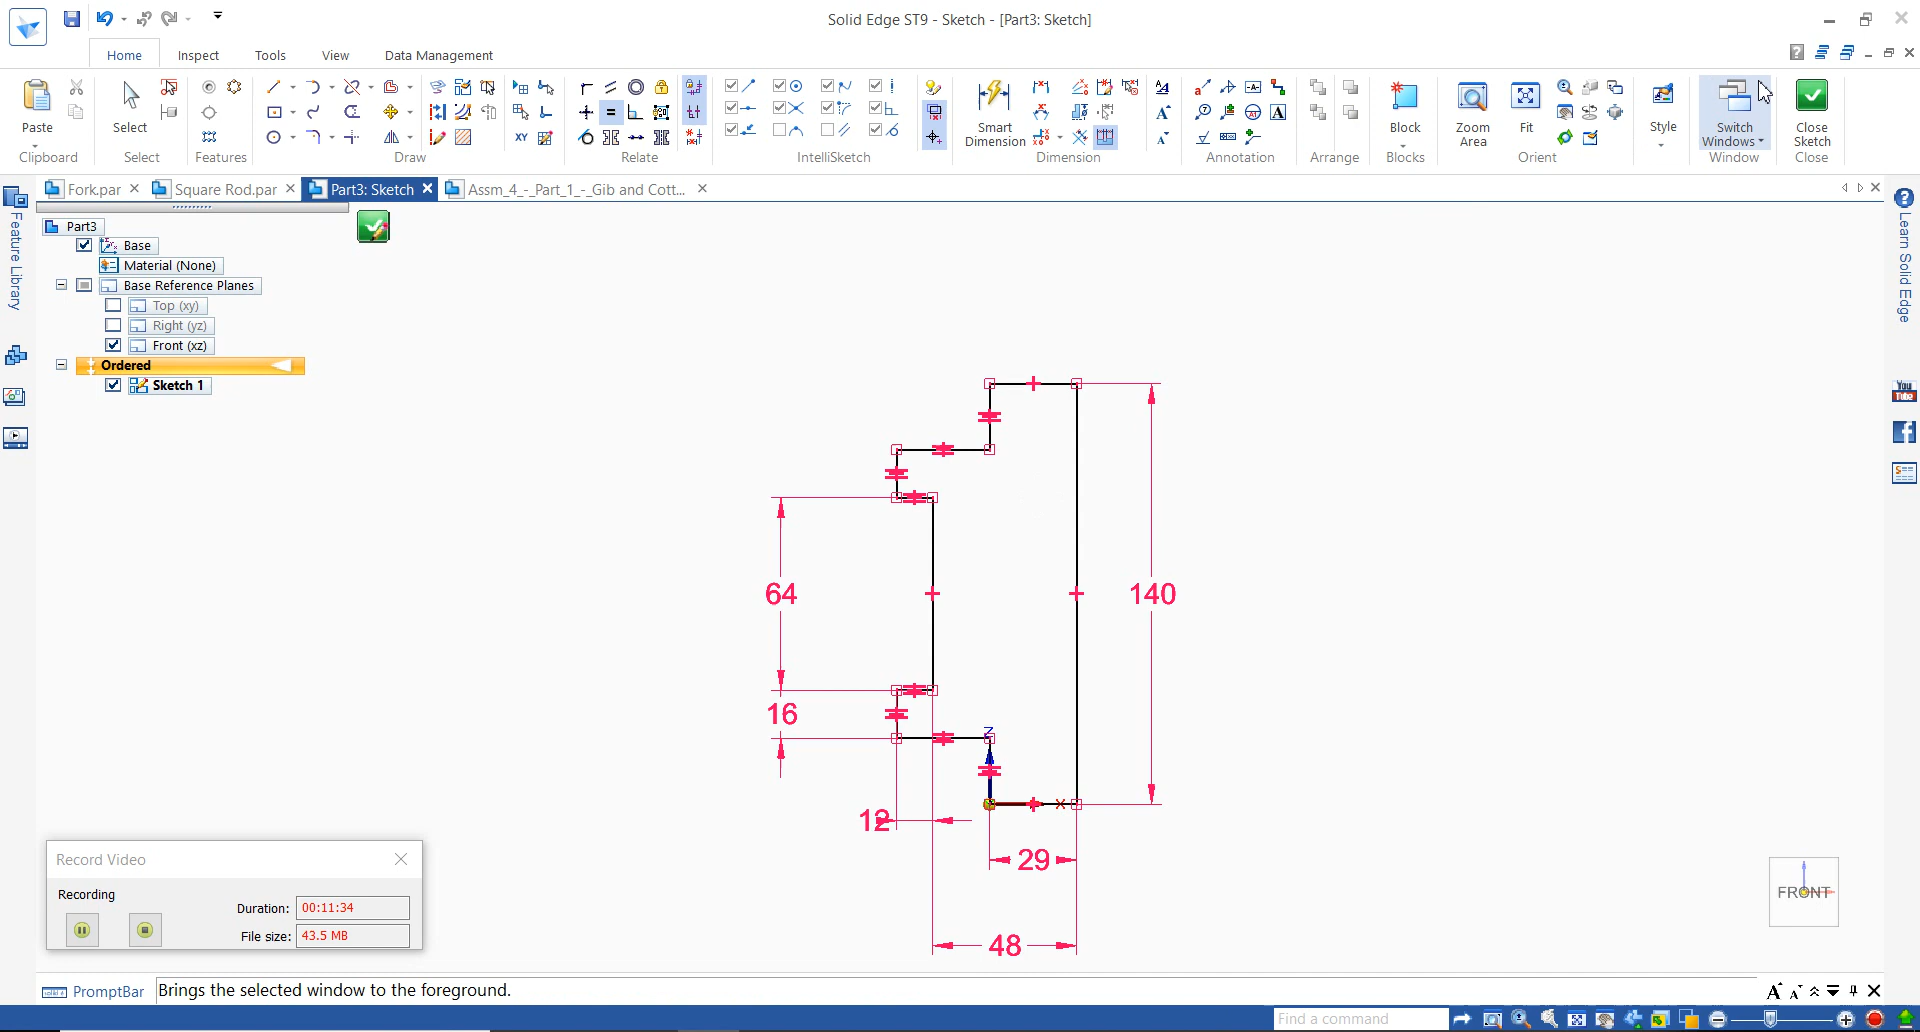 Solid Edge ST9 - Sketch - [Part3: Sketch]
Home Inspect Tools View Data Management
Paste
Clipboard
Select
Select
Features
Draw
Relate
IntelliSketch
Smart Dimension
Dimension
Annotation
Arrange
Block
Blocks
Zoom Area
Fit
Orient
Style
Switch Windows
Window
Close Sketch
Close
Fork.par
Square Rod.par
Part3: Sketch
Assm_4_-_Part_1_-_Gib and Cott...
Feature Library
Learn Solid Edge
Part3
Base
Material (None)
Base Reference Planes
Top (xy)
Right (yz)
Front (xz)
Ordered
Sketch 1
64
140
16
12
29
48
Z
X
FRONT
You Tube
Record Video
Recording
Duration: 00:11:34
File size: 43.5 MB
PromptBar
Brings the selected window to the foreground.
Find a command